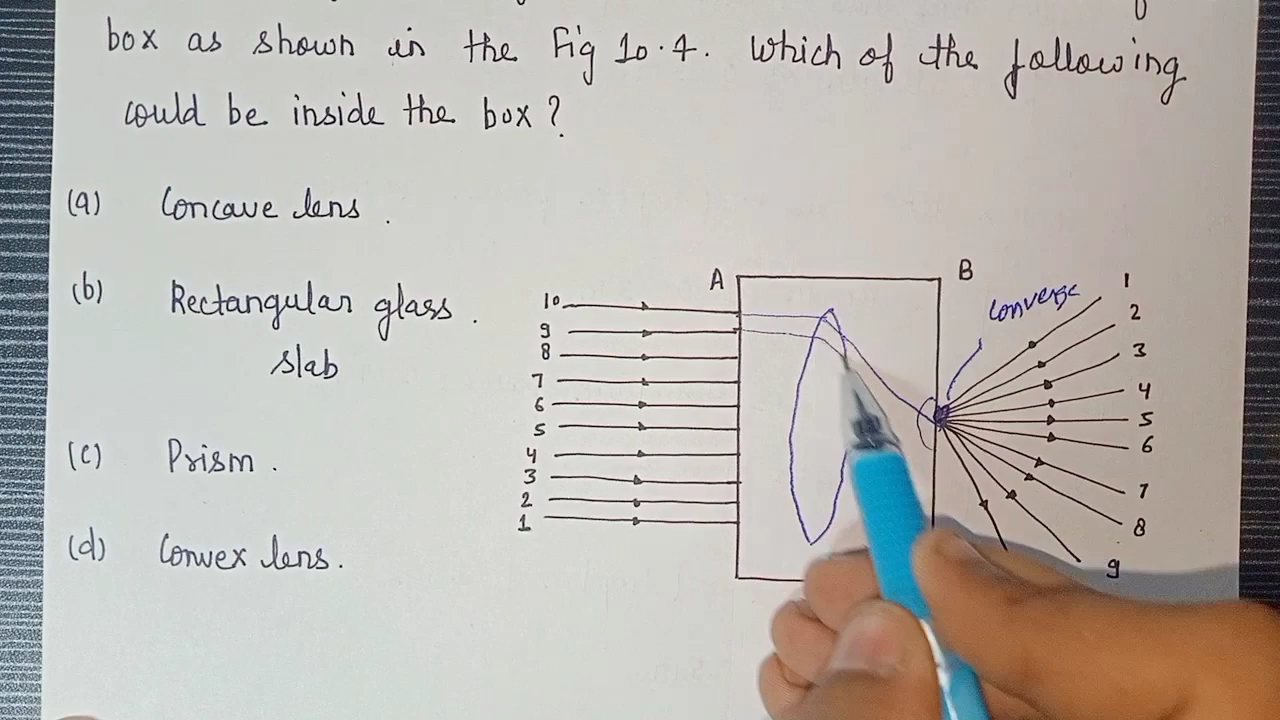 box as shown in the Fig 10.4. Which of the following
could be inside the box?
(a) Concave lens.
(b) Rectangular glass slab.
(c) Prism.
(d) Convex lens.
A
B
converge
10
9
8
7
6
5
4
3
2
1
1
2
3
4
5
6
7
8
9